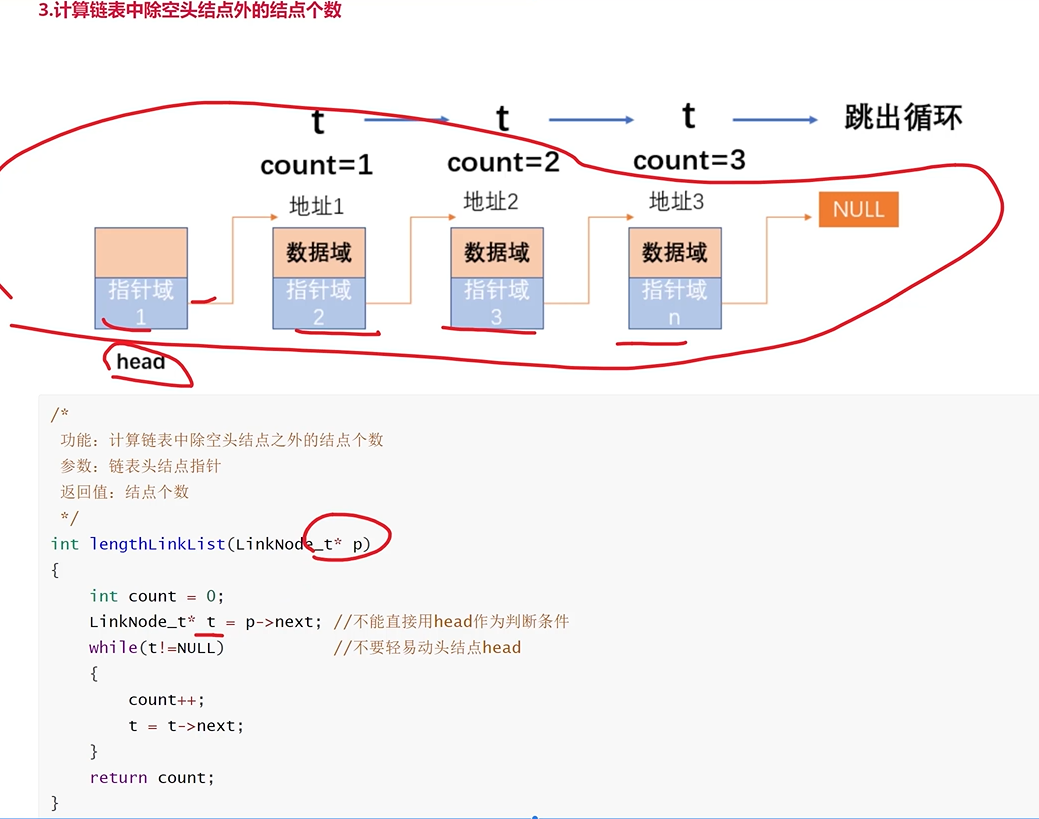 3.计算链表中除空头结点外的结点个数
t t t 跳出循环
count=1 count=2 count=3
地址1 地址2 地址3 NULL
数据域 数据域 数据域
指针域 指针域 指针域 指针域
1 2 3 n
head
/*
功能：计算链表中除空头结点之外的结点个数
参数：链表头结点指针
返回值：结点个数
*/
int lengthLinkList(LinkNode_t* p)
{
    int count = 0;
    LinkNode_t* t = p->next; //不能直接用head作为判断条件
    while(t!=NULL)           //不要轻易动头结点head
    {
        count++;
        t = t->next;
    }
    return count;
}